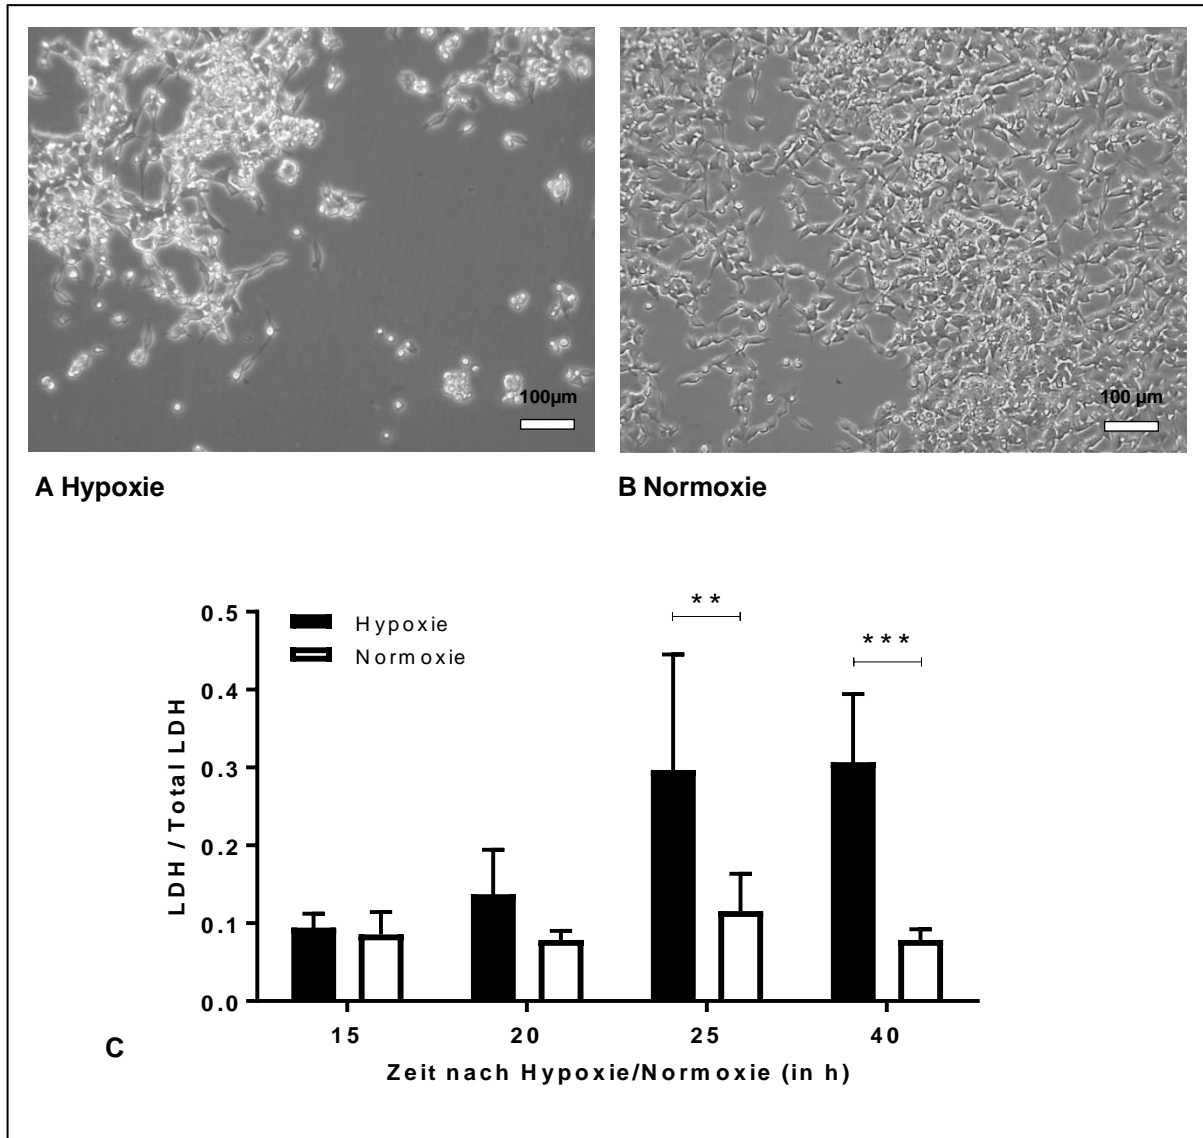 100µm
100 µm
A Hypoxie
B Normoxie
0.5
0.4
0.3
0.2
0.1
0.0
LDH / Total LDH
Hypoxie
Normoxie
**
***
15
20
25
40
C
Zeit nach Hypoxie/Normoxie (in h)